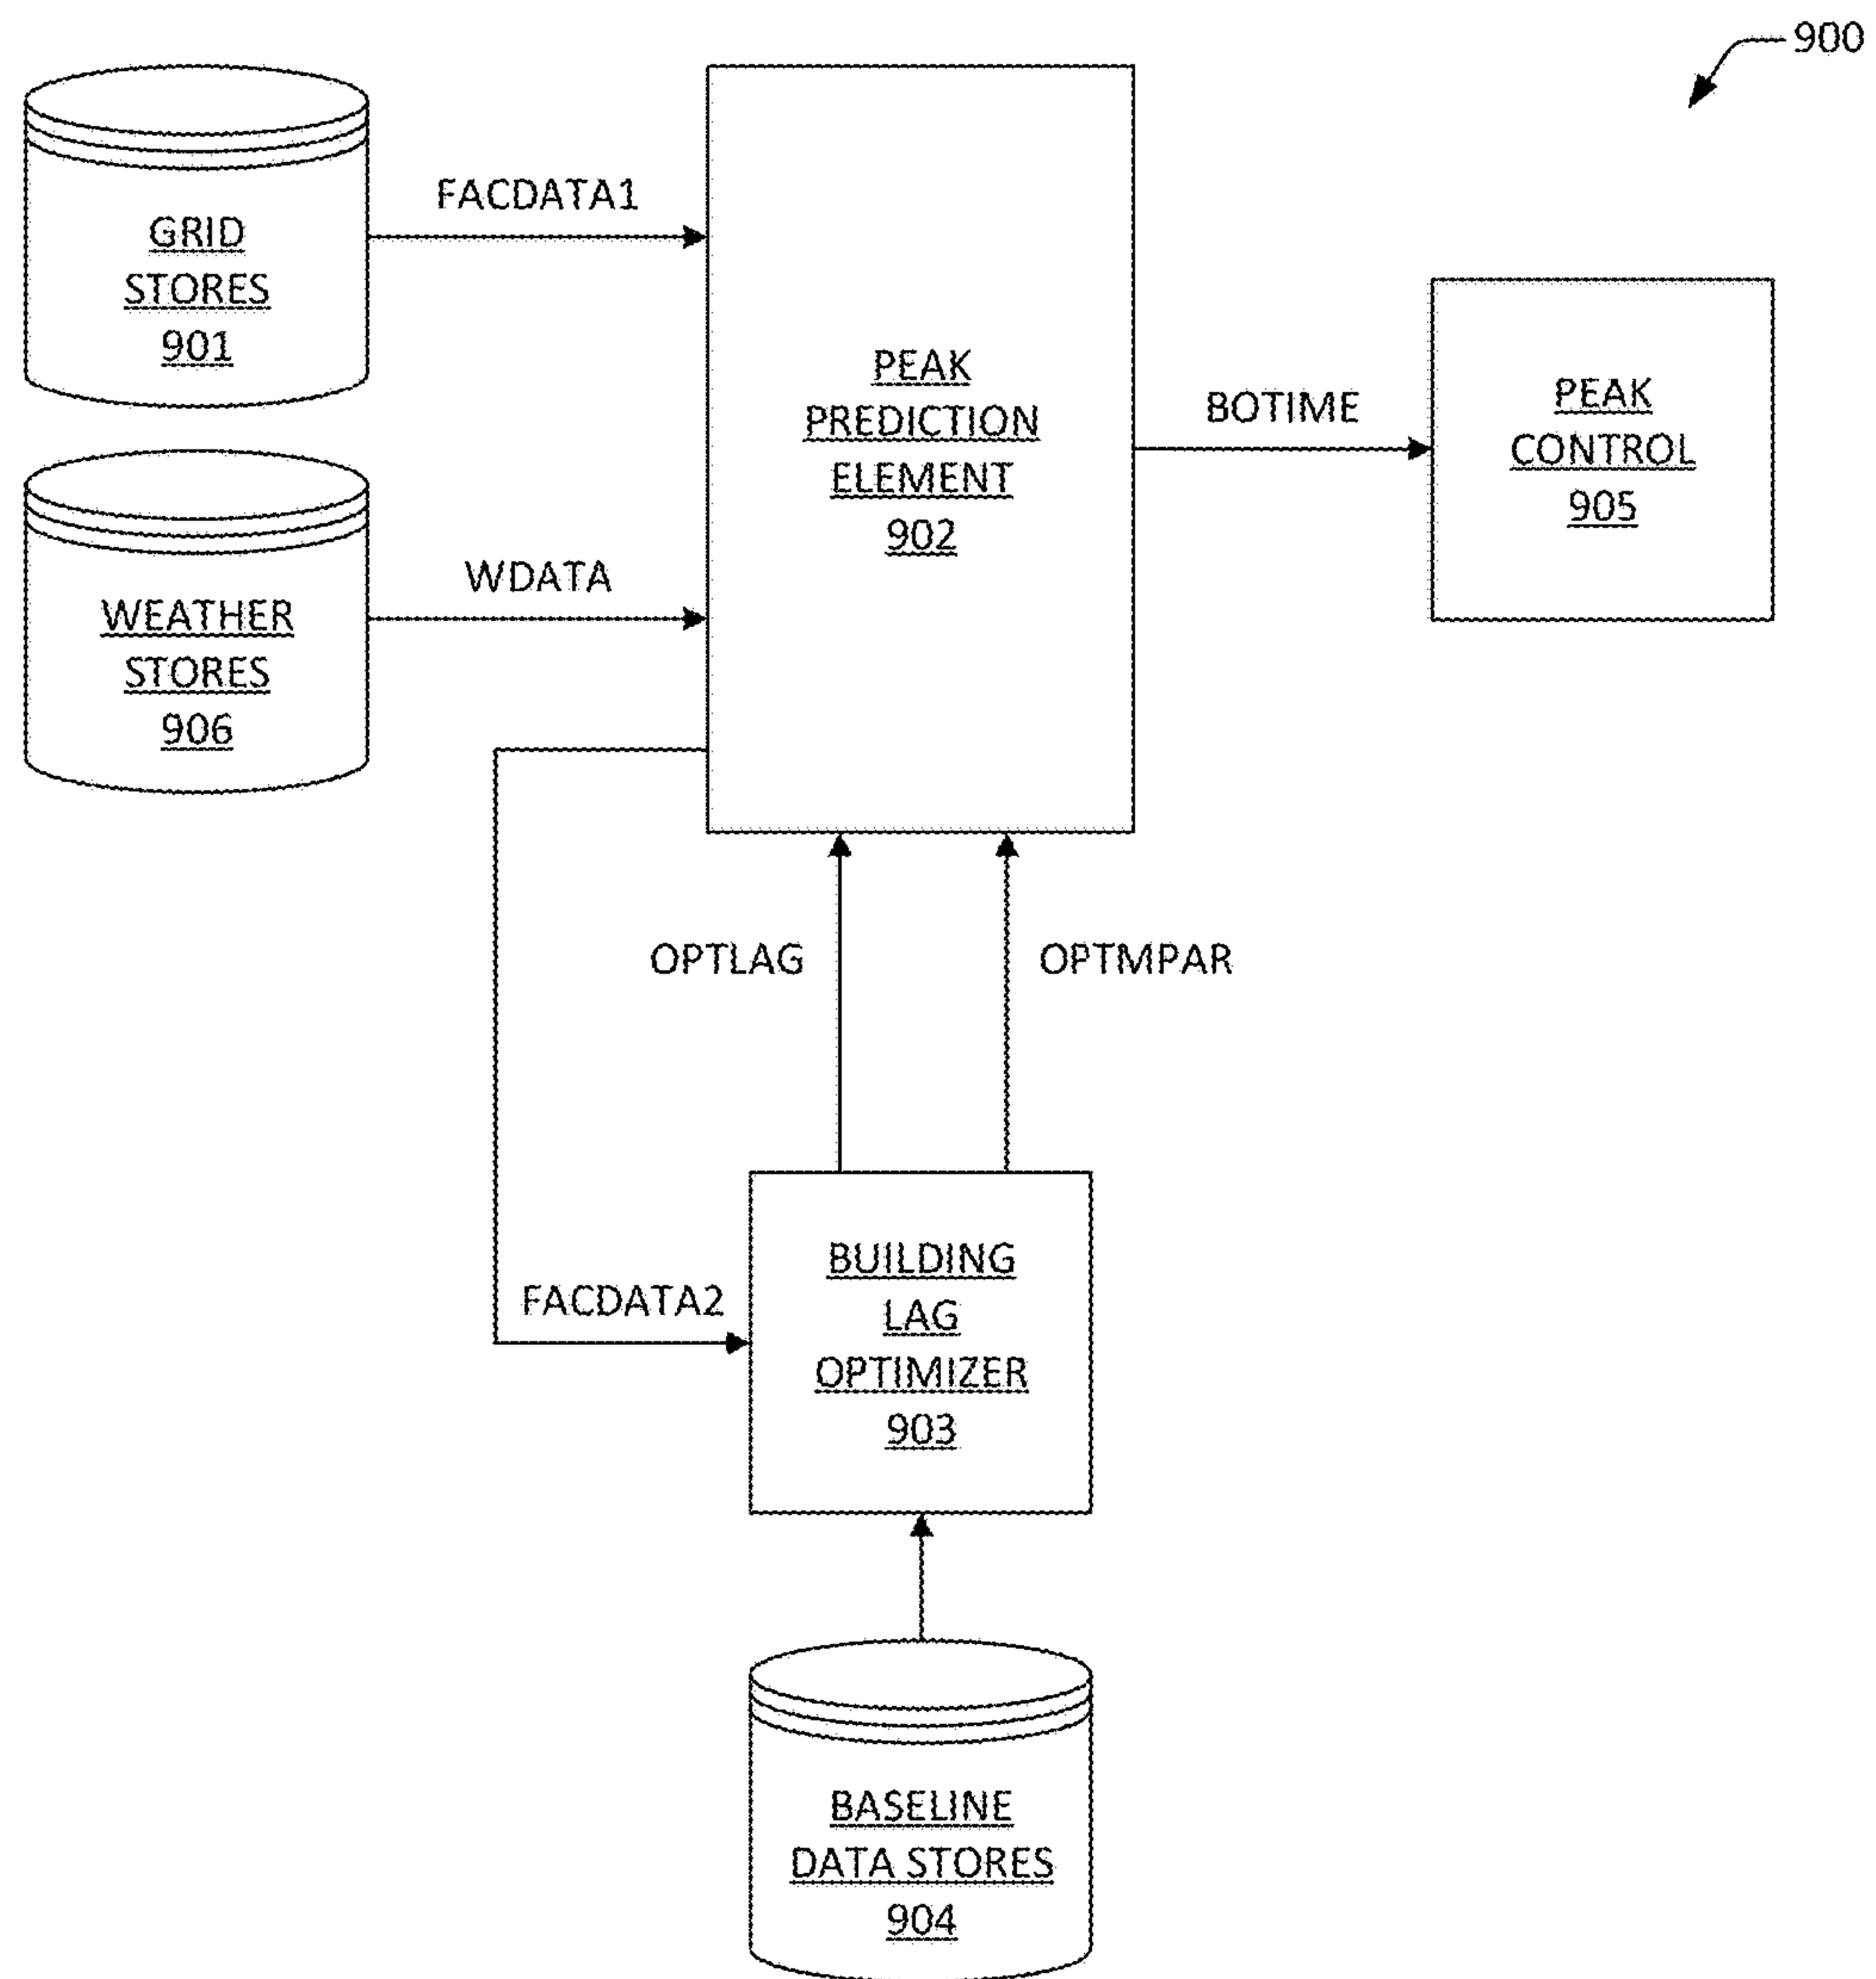 900
GRID
STORES
901
FACDATA1
WEATHER
STORES
906
WDATA
PEAK
PREDICTION
ELEMENT
902
BOTIME
PEAK
CONTROL
905
OPTLAG
OPTMPAR
FACDATA2
BUILDING
LAG
OPTIMIZER
903
BASELINE
DATA STORES
904